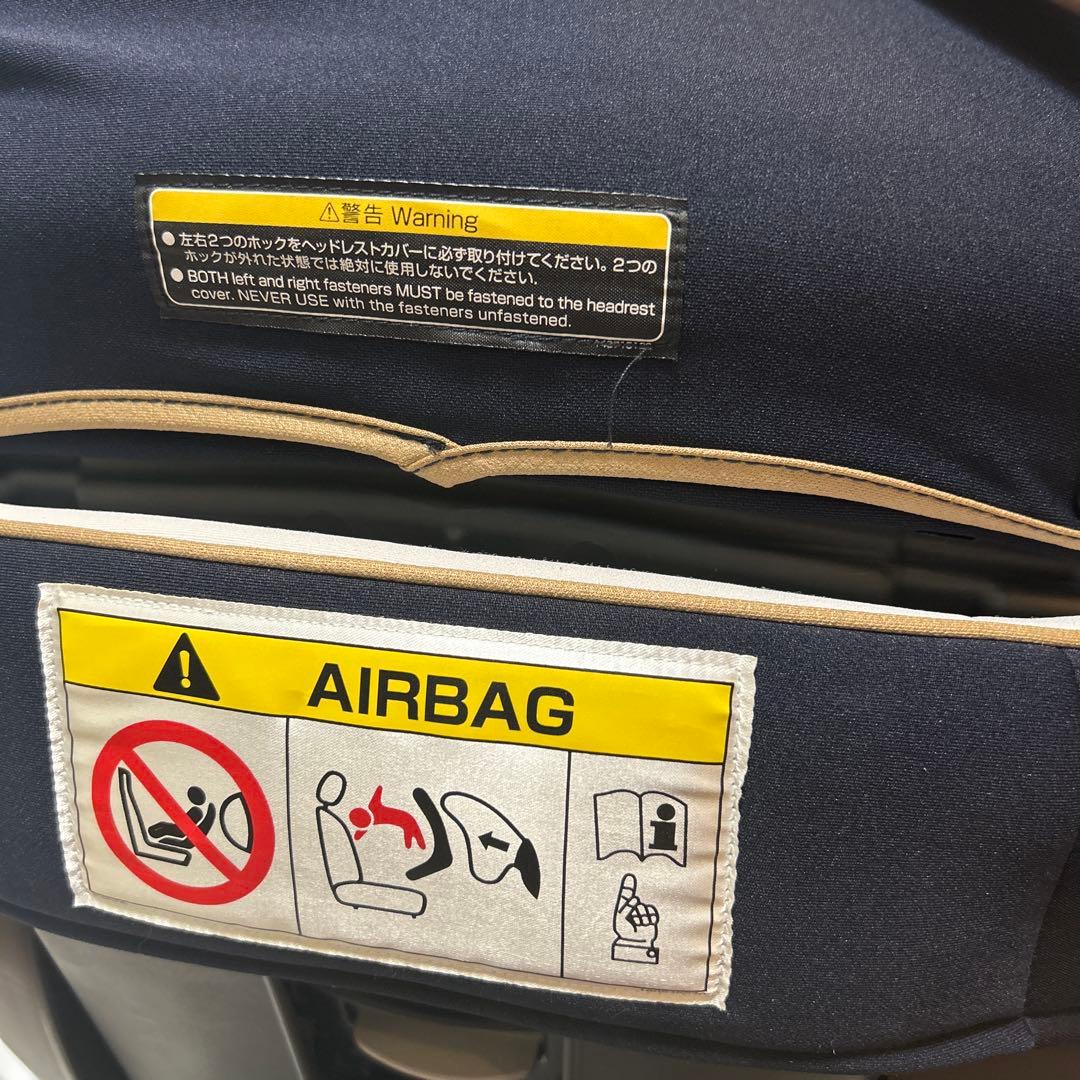 ⚠警告 Warning
● 左右2つのホックをヘッドレストカバーに必ず取り付けてください。2つの
ホックが外れた状態では絶対に使用しないでください。
● BOTH left and right fasteners MUST be fastened to the headrest
cover. NEVER USE with the fasteners unfastened.
⚠ AIRBAG